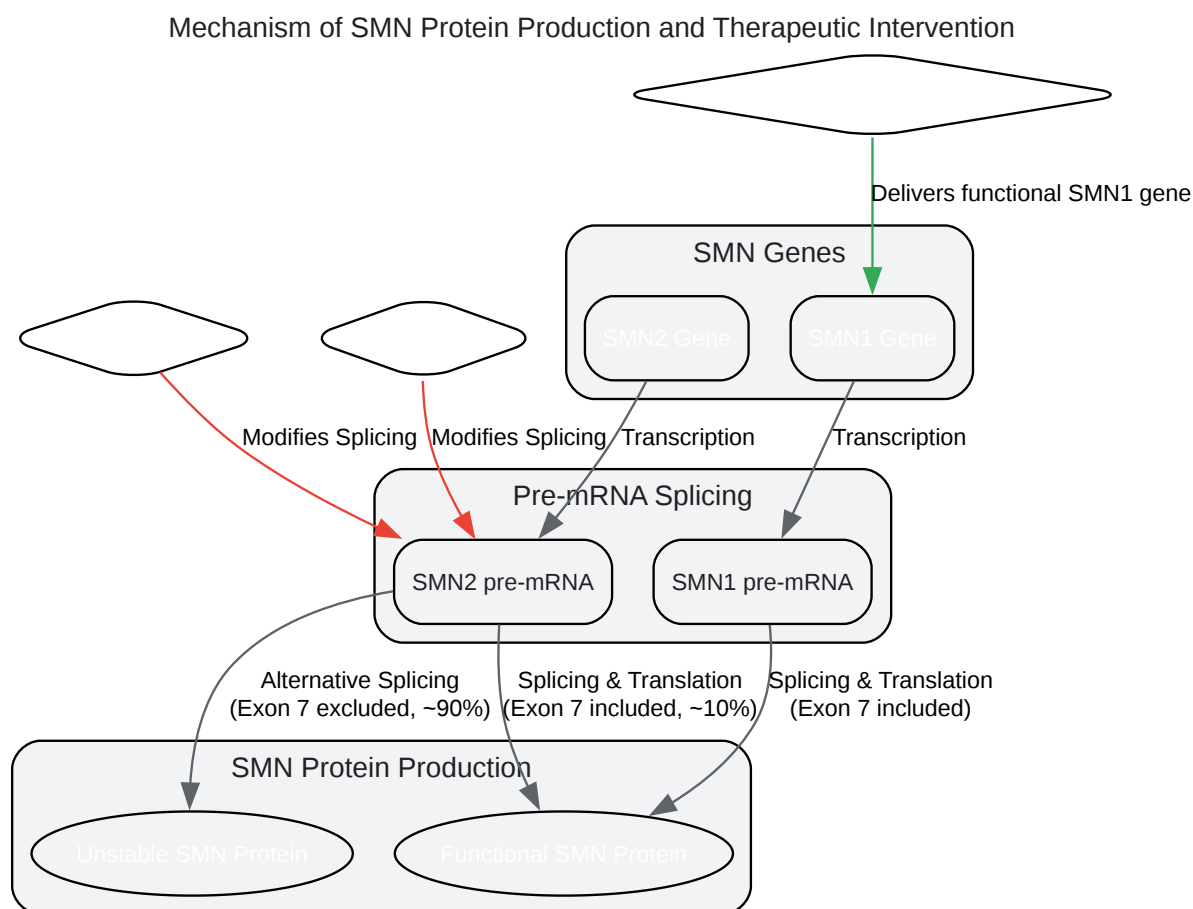 Mechanism of SMN Protein Production and Therapeutic Intervention
Delivers functional SMN1 gene
SMN Genes
SMN2 Gene
SMN1 Gene
Modifies Splicing
Modifies Splicing
Transcription
Transcription
Pre-mRNA Splicing
SMN2 pre-mRNA
SMN1 pre-mRNA
Alternative Splicing
(Exon 7 excluded, ~90%)
Splicing & Translation
(Exon 7 included, ~10%)
Splicing & Translation
(Exon 7 included)
SMN Protein Production
Unstable SMN Protein
Functional SMN Protein